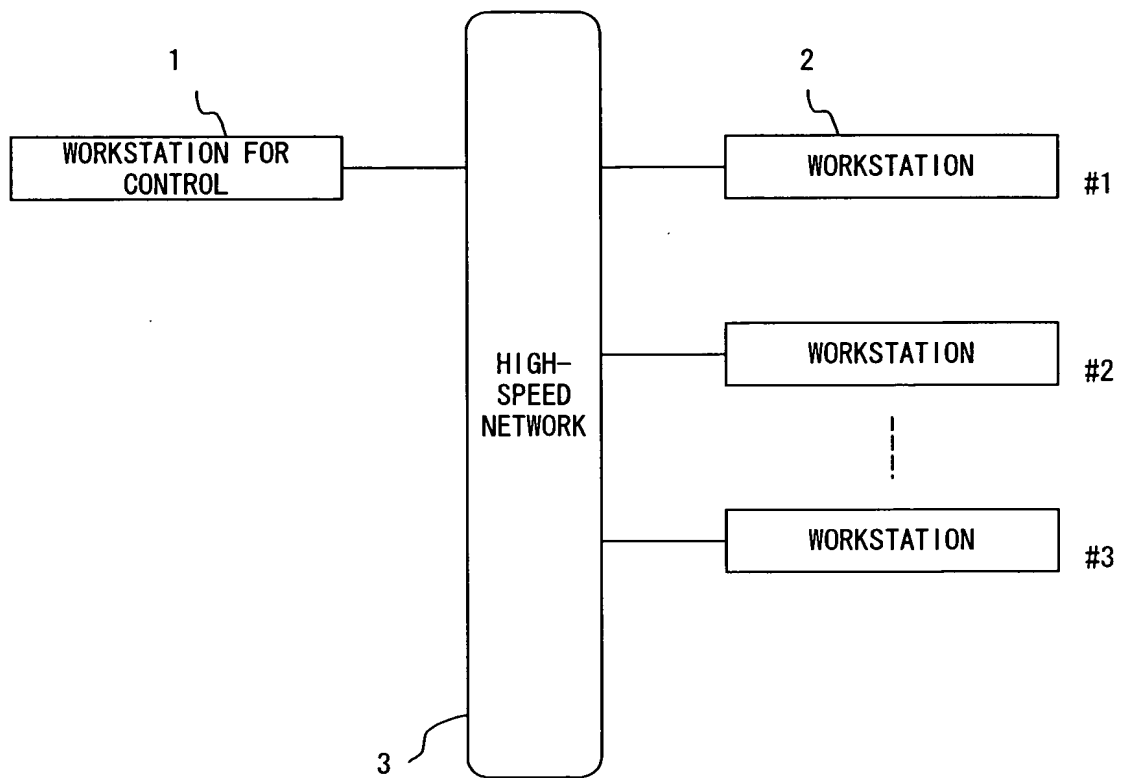 1
2
WORKSTATION FOR
CONTROL
WORKSTATION
#1
WORKSTATION
#2
HIGH-
SPEED
NETWORK
WORKSTATION
#3
3